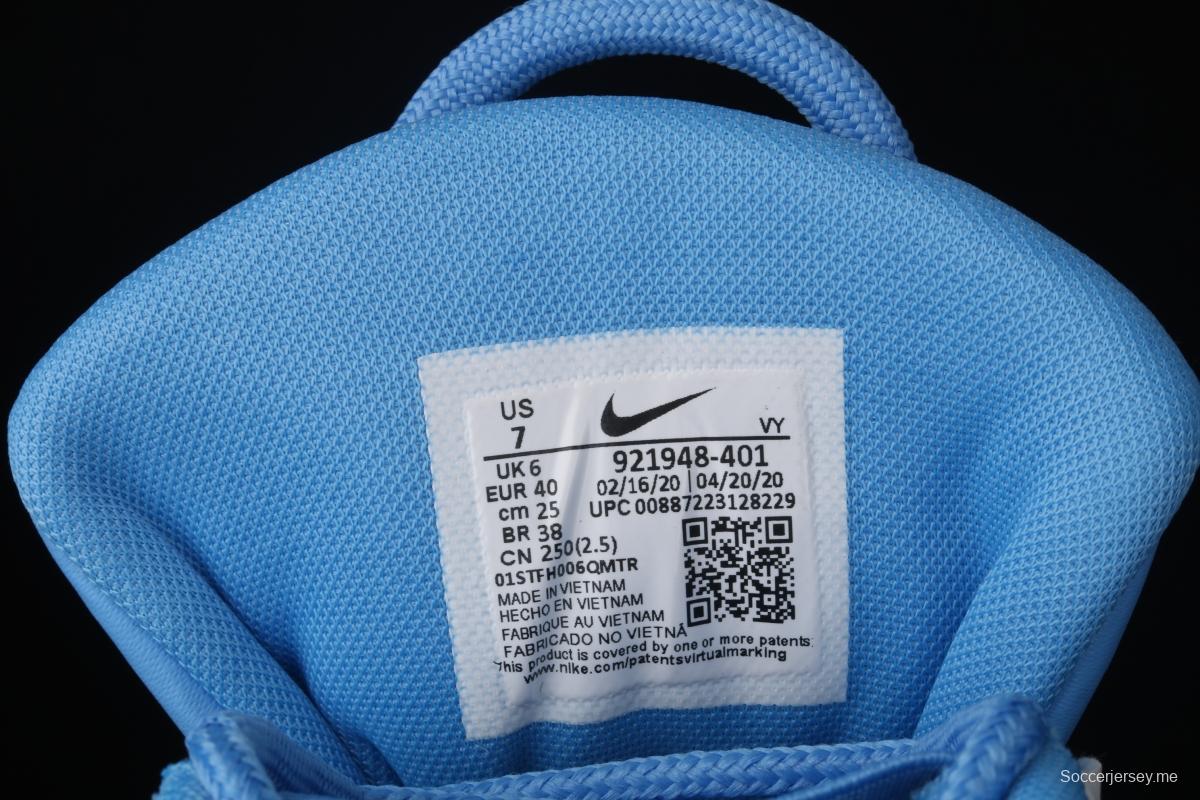 US
7
VY
UK 6
EUR 40
cm 25
BR 38
CN 250(2.5)
921948-401
02/16/20 | 04/20/20
UPC 00887223128229
01STFH006QMTR
MADE IN VIETNAM
HECHO EN VIETNAM
FABRIQUE AU VIETNAM
FABRICADO NO VIETNÃ
This product is covered by one or more patents:
www.nike.com/patentsvirtualmarking
Soccerjersey.me